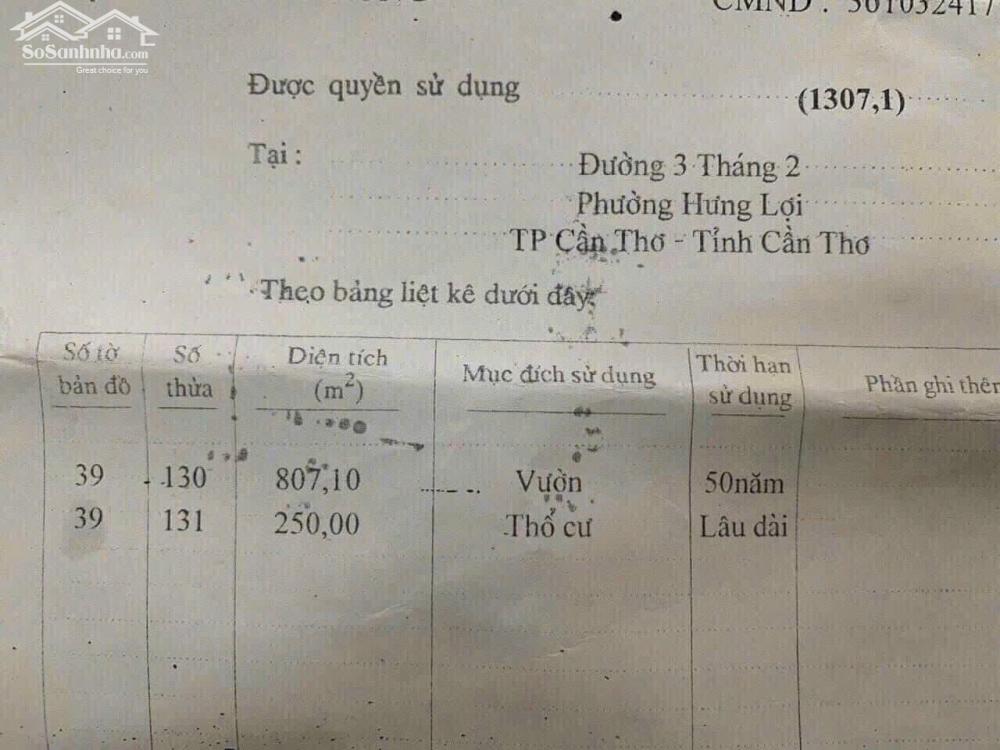 SoSanhnha.com
Great choice for you
CMND :
Được quyền sử dụng (1307,1)
Tại : Đường 3 Tháng 2
Phường Hưng Lợi
TP Cần Thơ - Tỉnh Cần Thơ
Theo bảng liệt kê dưới đây:
Số tờ bản đồ Số thửa Diện tích (m²) Mục đích sử dụng Thời hạn sử dụng Phần ghi thêm
39 130 807,10 Vườn 50năm
39 131 250,00 Thổ cư Lâu dài